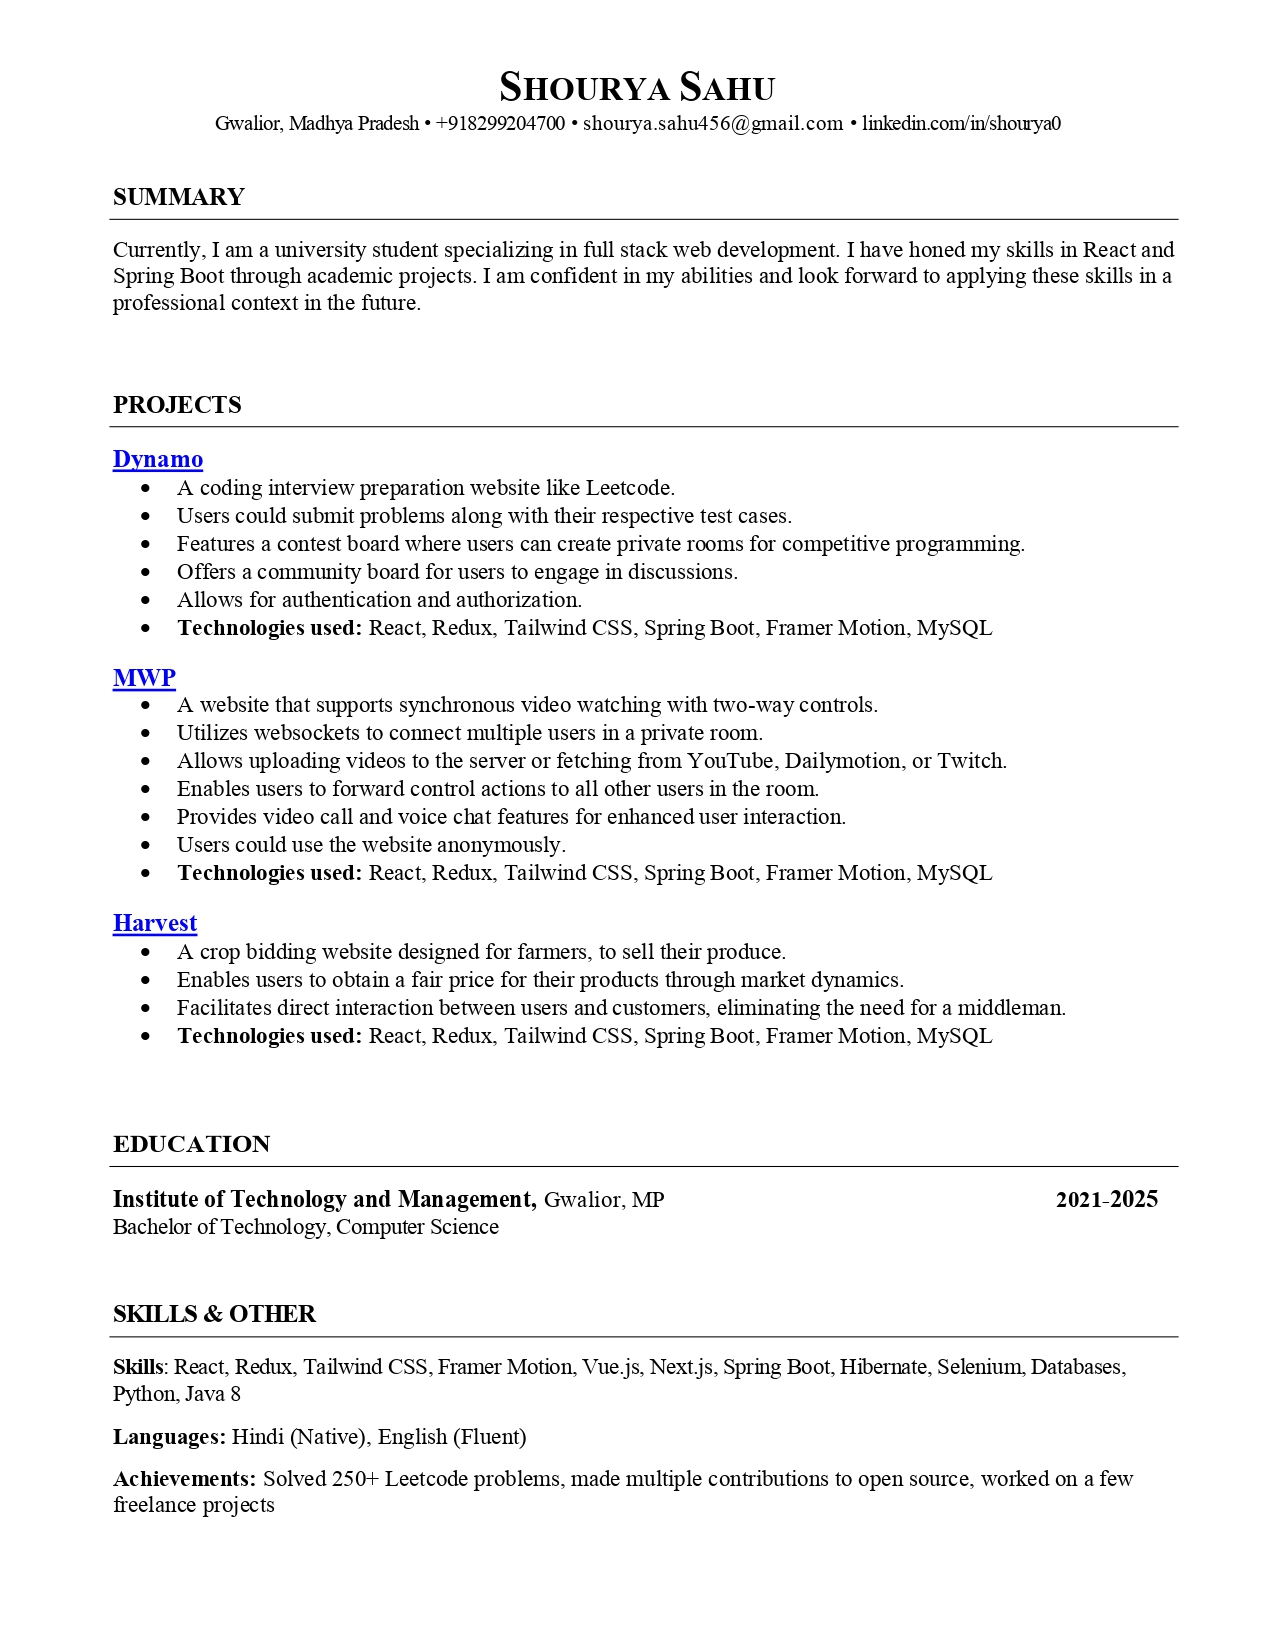 SHOURYA SAHU
Gwalior, Madhya Pradesh • +918299204700 • shourya.sahu456@gmail.com • linkedin.com/in/shourya0
SUMMARY
Currently, I am a university student specializing in full stack web development. I have honed my skills in React and
Spring Boot through academic projects. I am confident in my abilities and look forward to applying these skills in a
professional context in the future.
PROJECTS
Dynamo
• A coding interview preparation website like Leetcode.
• Users could submit problems along with their respective test cases.
• Features a contest board where users can create private rooms for competitive programming.
• Offers a community board for users to engage in discussions.
• Allows for authentication and authorization.
• Technologies used: React, Redux, Tailwind CSS, Spring Boot, Framer Motion, MySQL
MWP
• A website that supports synchronous video watching with two-way controls.
• Utilizes websockets to connect multiple users in a private room.
• Allows uploading videos to the server or fetching from YouTube, Dailymotion, or Twitch.
• Enables users to forward control actions to all other users in the room.
• Provides video call and voice chat features for enhanced user interaction.
• Users could use the website anonymously.
• Technologies used: React, Redux, Tailwind CSS, Spring Boot, Framer Motion, MySQL
Harvest
• A crop bidding website designed for farmers, to sell their produce.
• Enables users to obtain a fair price for their products through market dynamics.
• Facilitates direct interaction between users and customers, eliminating the need for a middleman.
• Technologies used: React, Redux, Tailwind CSS, Spring Boot, Framer Motion, MySQL
EDUCATION
Institute of Technology and Management, Gwalior, MP 2021-2025
Bachelor of Technology, Computer Science
SKILLS & OTHER
Skills: React, Redux, Tailwind CSS, Framer Motion, Vue.js, Next.js, Spring Boot, Hibernate, Selenium, Databases,
Python, Java 8
Languages: Hindi (Native), English (Fluent)
Achievements: Solved 250+ Leetcode problems, made multiple contributions to open source, worked on a few
freelance projects